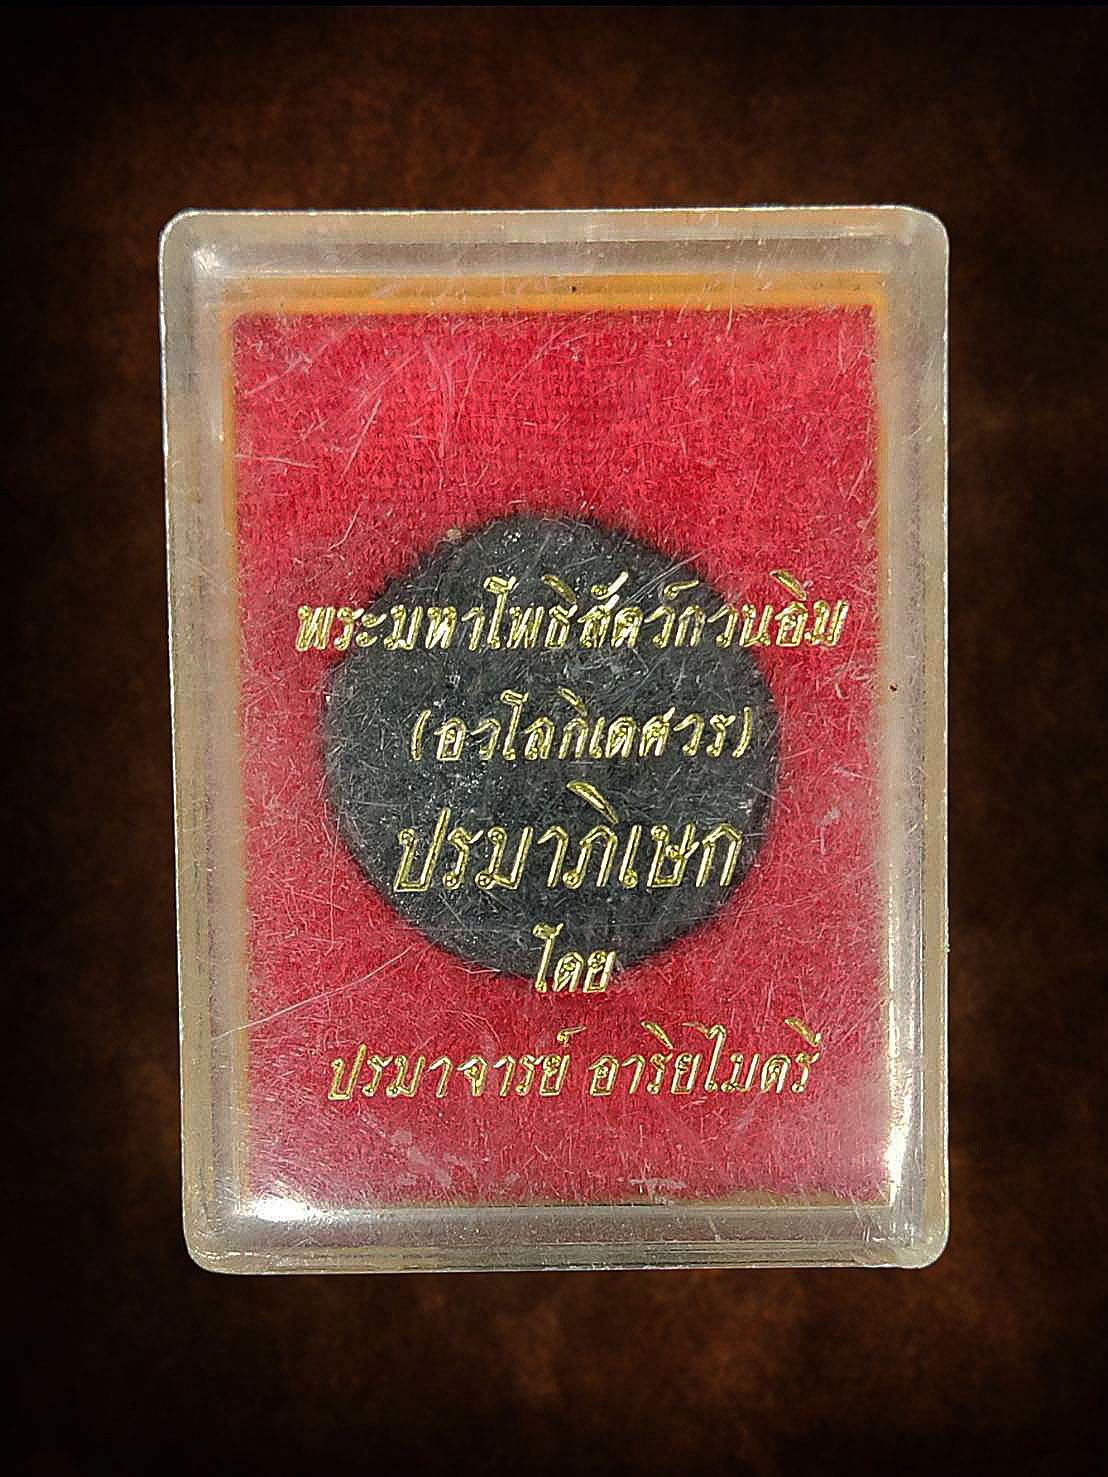 พระมหาโพธิสัตว์กวนอิม
(อวโลกิเตศวร)
ปรมาภิเษก
โดย
ปรมาจารย์ อาริยไมตรี